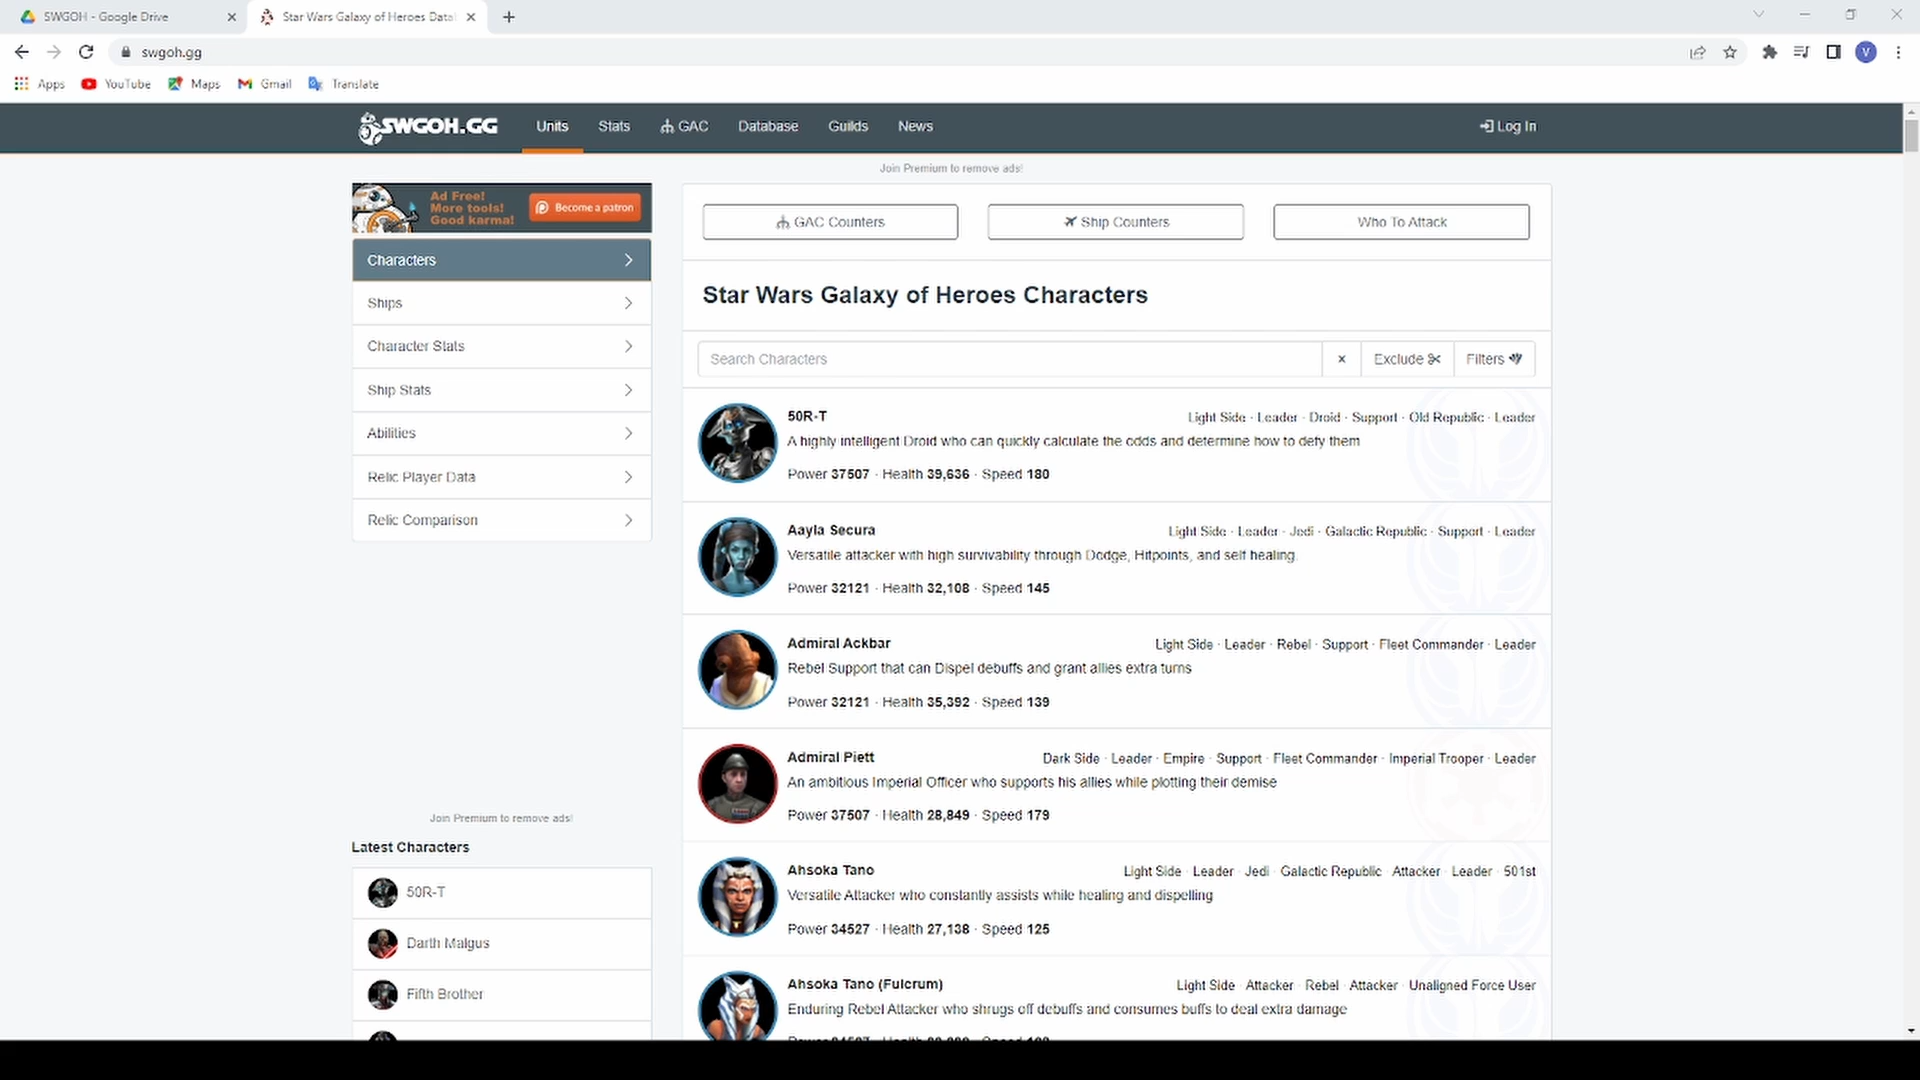 SWGOH - Google Drive
Star Wars Galaxy of Heroes Datab
swgoh.gg
V
Apps YouTube Maps Gmail Translate
SWGOH.GG Units Stats GAC Database Guilds News Log In
Join Premium to remove ads!
Ad Free!
More tools!
Good karma!
Become a patron
GAC Counters Ship Counters Who To Attack
Characters
Ships
Character Stats
Ship Stats
Abilities
Relic Player Data
Relic Comparison
Star Wars Galaxy of Heroes Characters
Search Characters × Exclude Filters
50R-T Light Side · Leader · Droid · Support · Old Republic · Leader
A highly intelligent Droid who can quickly calculate the odds and determine how to defy them
Power 37507 · Health 39,636 · Speed 180
Aayla Secura Light Side · Leader · Jedi · Galactic Republic · Support · Leader
Versatile attacker with high survivability through Dodge, Hitpoints, and self healing.
Power 32121 · Health 32,108 · Speed 145
Admiral Ackbar Light Side · Leader · Rebel · Support · Fleet Commander · Leader
Rebel Support that can Dispel debuffs and grant allies extra turns
Power 32121 · Health 35,392 · Speed 139
Admiral Piett Dark Side · Leader · Empire · Support · Fleet Commander · Imperial Trooper · Leader
An ambitious Imperial Officer who supports his allies while plotting their demise
Power 37507 · Health 28,849 · Speed 179
Ahsoka Tano Light Side · Leader · Jedi · Galactic Republic · Attacker · Leader · 501st
Versatile Attacker who constantly assists while healing and dispelling
Power 34527 · Health 27,138 · Speed 125
Ahsoka Tano (Fulcrum) Light Side · Attacker · Rebel · Attacker · Unaligned Force User
Enduring Rebel Attacker who shrugs off debuffs and consumes buffs to deal extra damage
Join Premium to remove ads!
Latest Characters
50R-T
Darth Malgus
Fifth Brother